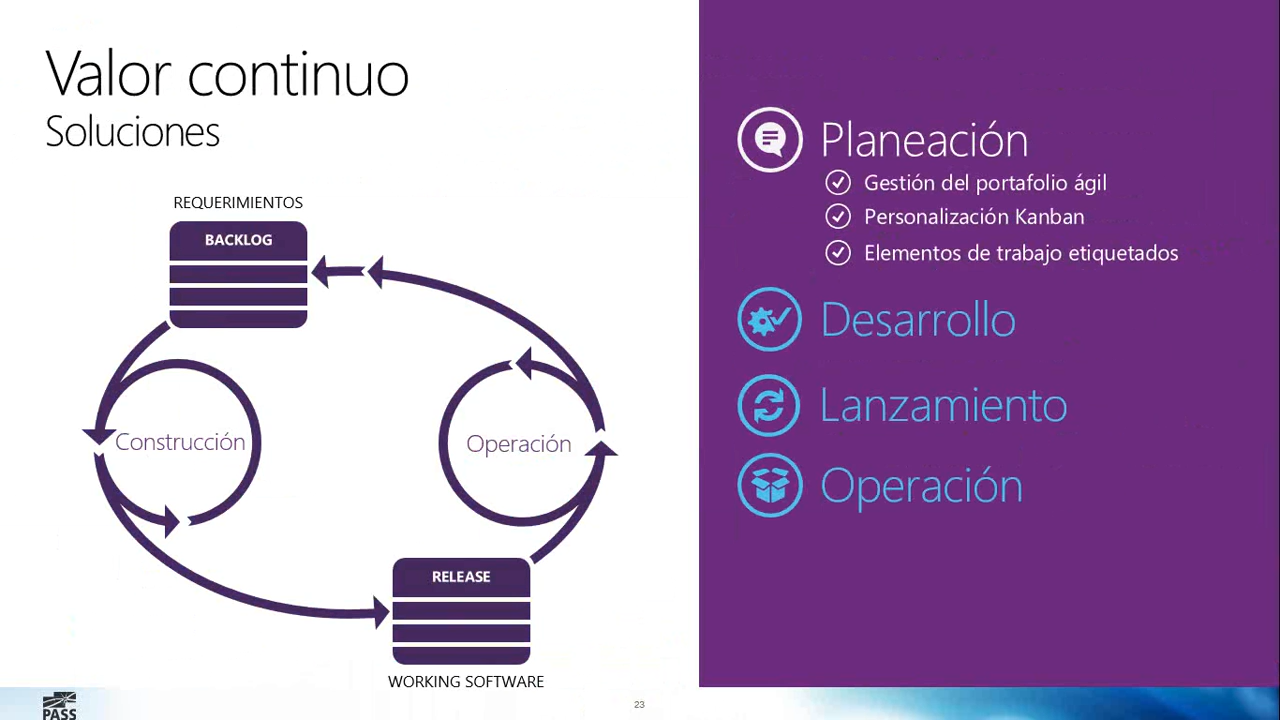 Valor continuo
Soluciones
REQUERIMIENTOS
BACKLOG
Construcción
Operación
RELEASE
WORKING SOFTWARE
Planeación
Gestión del portafolio ágil
Personalización Kanban
Elementos de trabajo etiquetados
Desarrollo
Lanzamiento
Operación
PASS
23